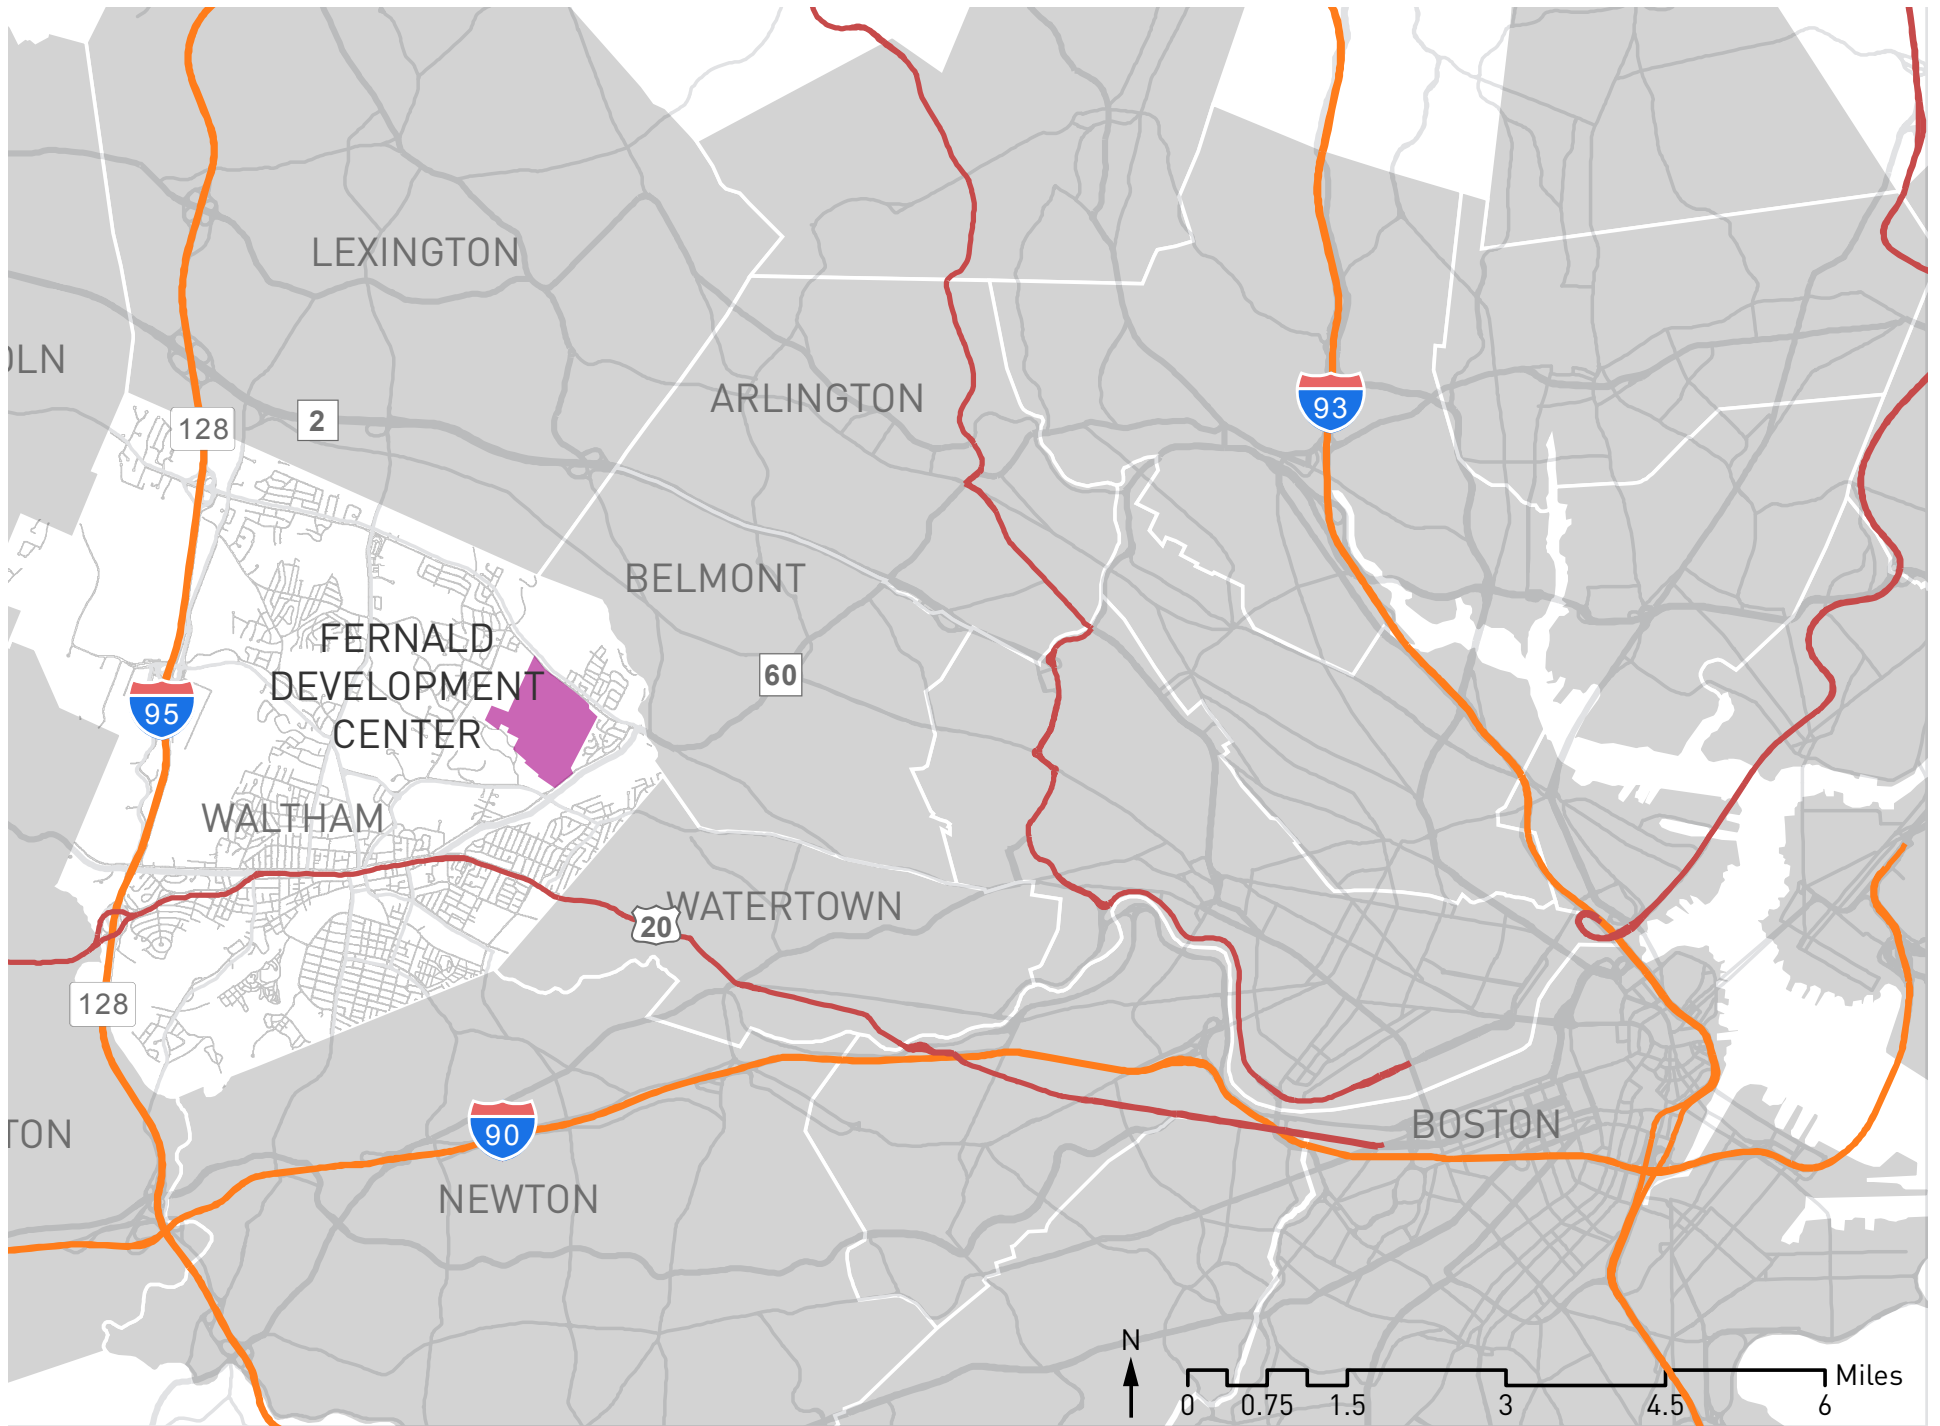 LEXINGTON
OLN
ARLINGTON
93
128
2
BELMONT
FERNALD
DEVELOPMENT
CENTER
60
95
WALTHAM
WATERTOWN
20
128
90
BOSTON
TON
NEWTON
N
Miles
0 0.75 1.5 3 4.5 6